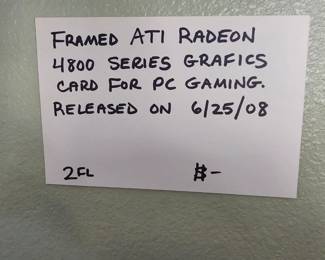 FRAMED ATI RADEON
4800 SERIES GRAFICS
CARD FOR PC GAMING.
RELEASED ON 6/25/08
2FL $-